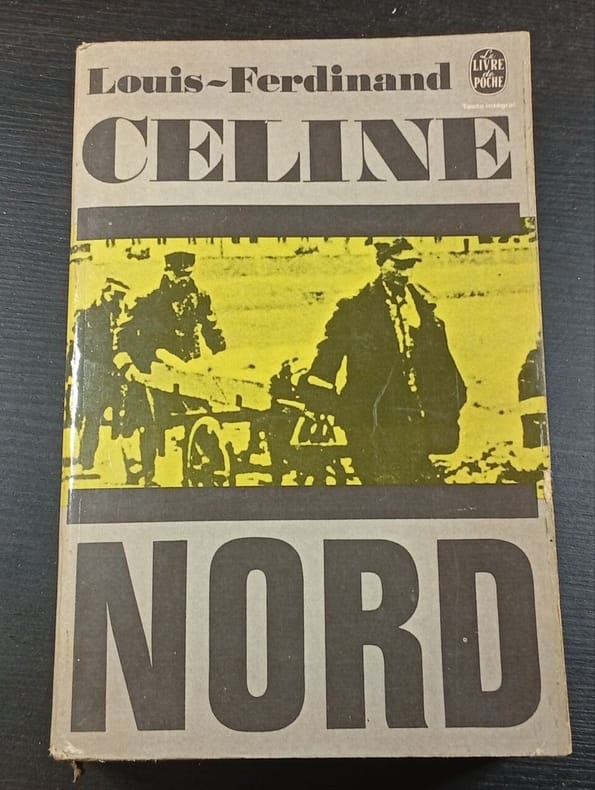 Louis-Ferdinand
Le
LIVRE
de
POCHE
Texte intégral
CELINE
NORD